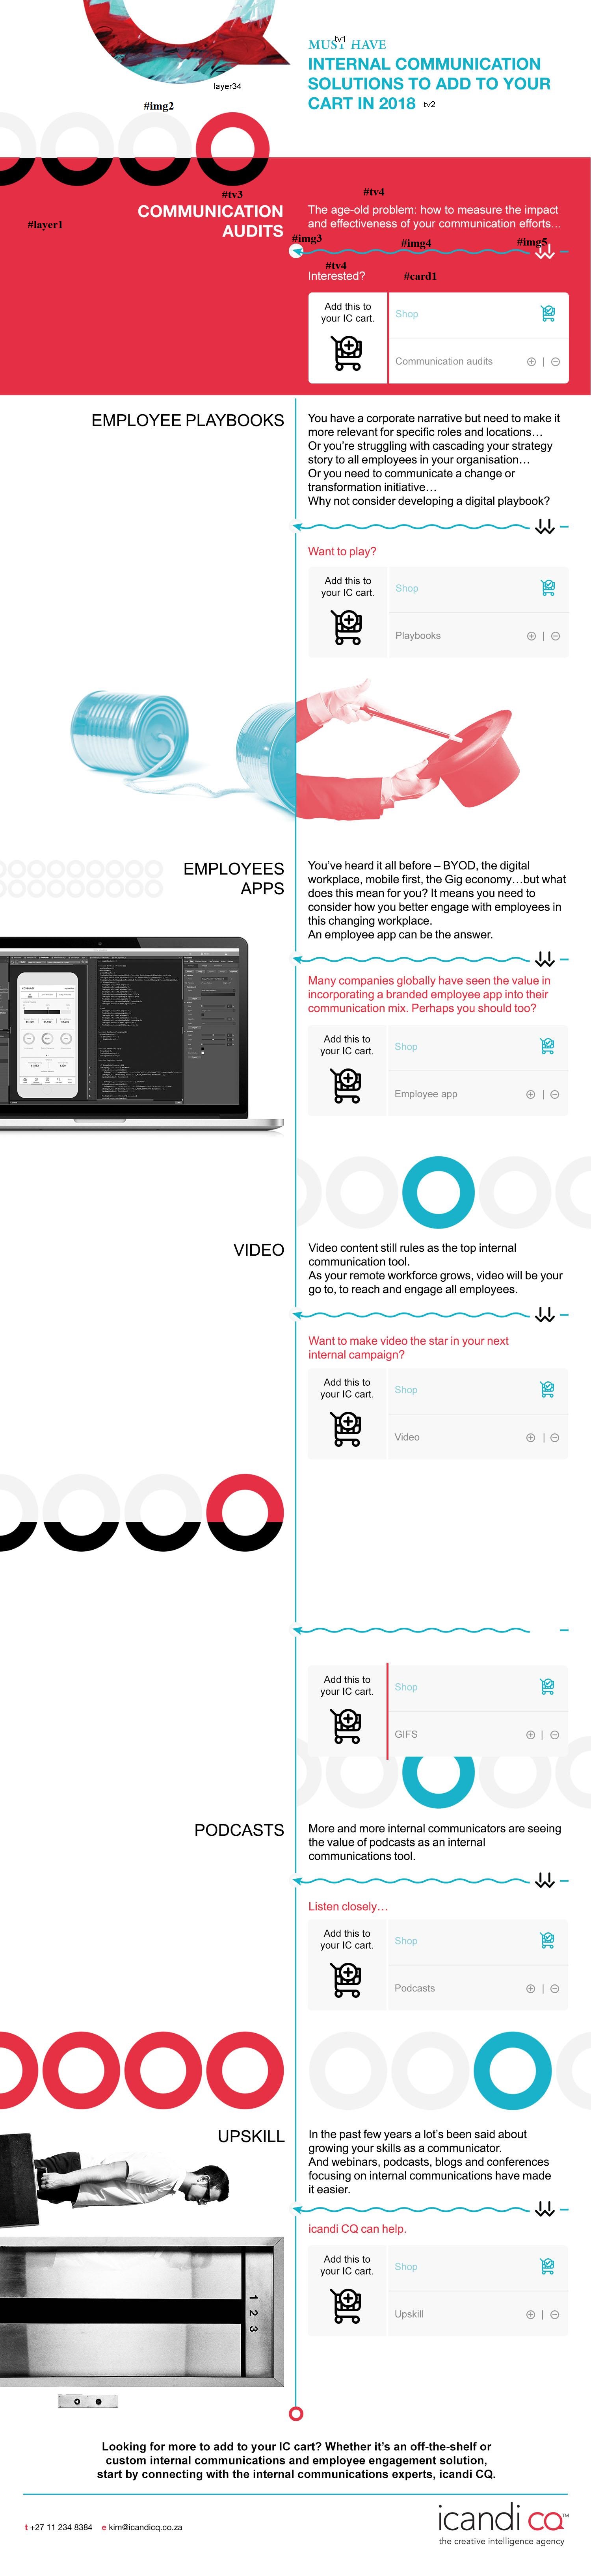 tv1
MUST HAVE
INTERNAL COMMUNICATION
SOLUTIONS TO ADD TO YOUR
CART IN 2018 tv2
layer34
#img2
#tv3
#tv4
COMMUNICATION
AUDITS
#layer1
The age-old problem: how to measure the impact
and effectiveness of your communication efforts…
#img3
#img4
#img5
#tv4
Interested?
#card1
Add this to
your IC cart.
Shop
Communication audits
EMPLOYEE PLAYBOOKS
You have a corporate narrative but need to make it
more relevant for specific roles and locations…
Or you’re struggling with cascading your strategy
story to all employees in your organisation…
Or you need to communicate a change or
transformation initiative…
Why not consider developing a digital playbook?
Want to play?
Add this to
your IC cart.
Shop
Playbooks
EMPLOYEES
APPS
You’ve heard it all before – BYOD, the digital
workplace, mobile first, the Gig economy…but what
does this mean for you? It means you need to
consider how you better engage with employees in
this changing workplace.
An employee app can be the answer.
Many companies globally have seen the value in
incorporating a branded employee app into their
communication mix. Perhaps you should too?
Add this to
your IC cart.
Shop
Employee app
VIDEO
Video content still rules as the top internal
communication tool.
As your remote workforce grows, video will be your
go to, to reach and engage all employees.
Want to make video the star in your next
internal campaign?
Add this to
your IC cart.
Shop
Video
Add this to
your IC cart.
Shop
GIFS
PODCASTS
More and more internal communicators are seeing
the value of podcasts as an internal
communications tool.
Listen closely…
Add this to
your IC cart.
Shop
Podcasts
UPSKILL
In the past few years a lot’s been said about
growing your skills as a communicator.
And webinars, podcasts, blogs and conferences
focusing on internal communications have made
it easier.
icandi CQ can help.
Add this to
your IC cart.
Shop
Upskill
1
2
3
Looking for more to add to your IC cart? Whether it’s an off-the-shelf or
custom internal communications and employee engagement solution,
start by connecting with the internal communications experts, icandi CQ.
t +27 11 234 8384 e kim@icandicq.co.za
icandi cq™
the creative intelligence agency